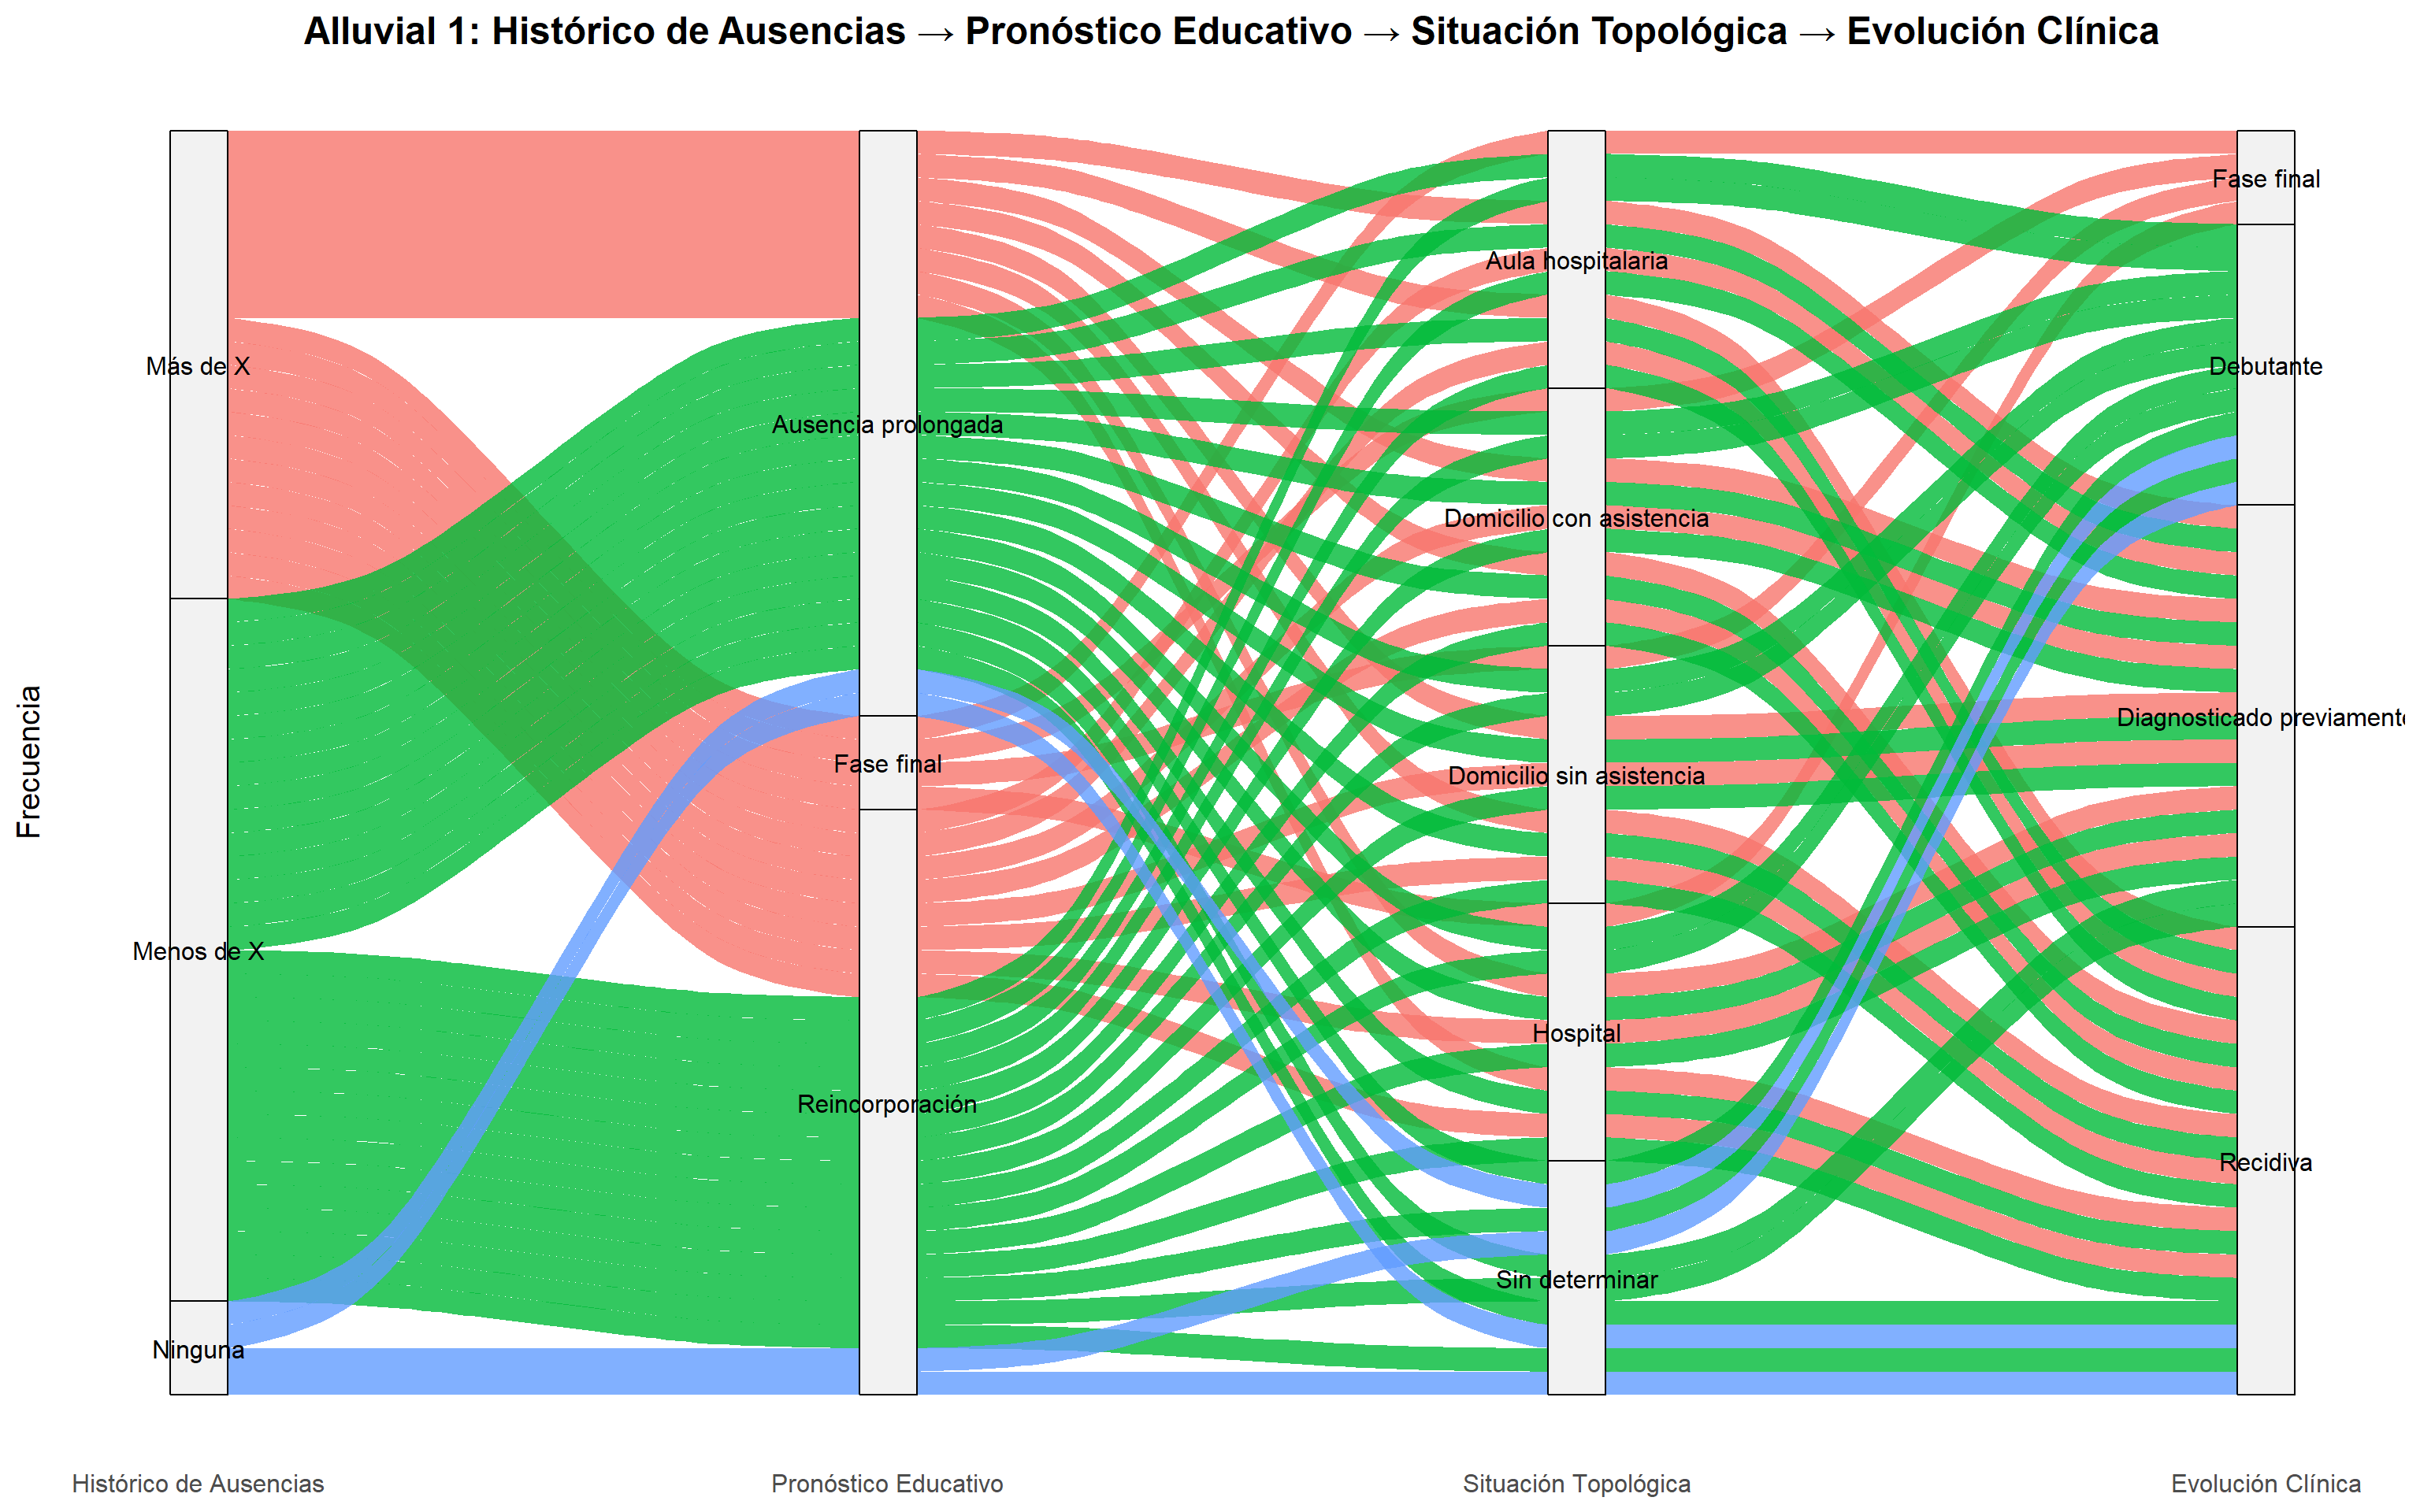 Alluvial 1: Histórico de Ausencias → Pronóstico Educativo → Situación Topológica → Evolución Clínica
Frecuencia
Más de X
Menos de X
Ninguna
Ausencia prolongada
Fase final
Reincorporación
Aula hospitalaria
Domicilio con asistencia
Domicilio sin asistencia
Hospital
Sin determinar
Fase final
Debutante
Diagnosticado previamente
Recidiva
Histórico de Ausencias
Pronóstico Educativo
Situación Topológica
Evolución Clínica